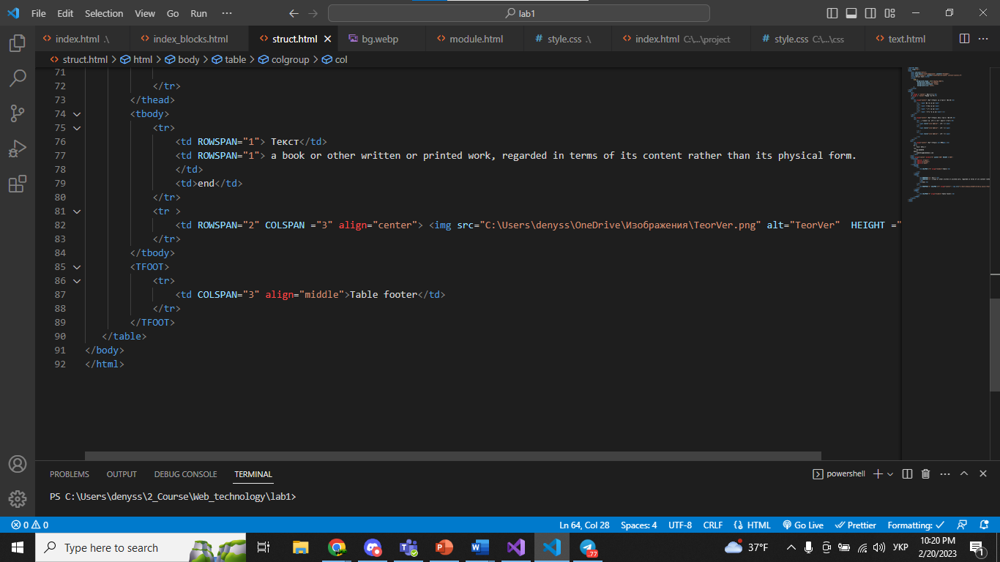 File Edit Selection View Go Run ··· lab1
index.html .\ index_blocks.html struct.html bg.webp module.html style.css .\ index.html C:\...\project style.css C:\...\css text.html
struct.html > html > body > table > colgroup > col
71
72 </tr>
73 </thead>
74 <tbody>
75 <tr>
76 <td ROWSPAN="1"> Текст</td>
77 <td ROWSPAN="1"> a book or other written or printed work, regarded in terms of its content rather than its physical form.
78 </td>
79 <td>end</td>
80 </tr>
81 <tr >
82 <td ROWSPAN="2" COLSPAN ="3" align="center"> <img src="C:\Users\denyss\OneDrive\Изображения\TeorVer.png" alt="TeorVer"  HEIGHT ="
83 </tr>
84 </tbody>
85 <TFOOT>
86 <tr>
87 <td COLSPAN="3" align="middle">Table footer</td>
88 </tr>
89 </TFOOT>
90 </table>
91 </body>
92 </html>
PROBLEMS OUTPUT DEBUG CONSOLE TERMINAL powershell
PS C:\Users\denyss\2_Course\Web_technology\lab1>
0 0 Ln 64, Col 28 Spaces: 4 UTF-8 CRLF HTML Go Live Prettier Formatting:
Type here to search 77 37°F УКР 10:20 PM
2/20/2023 1